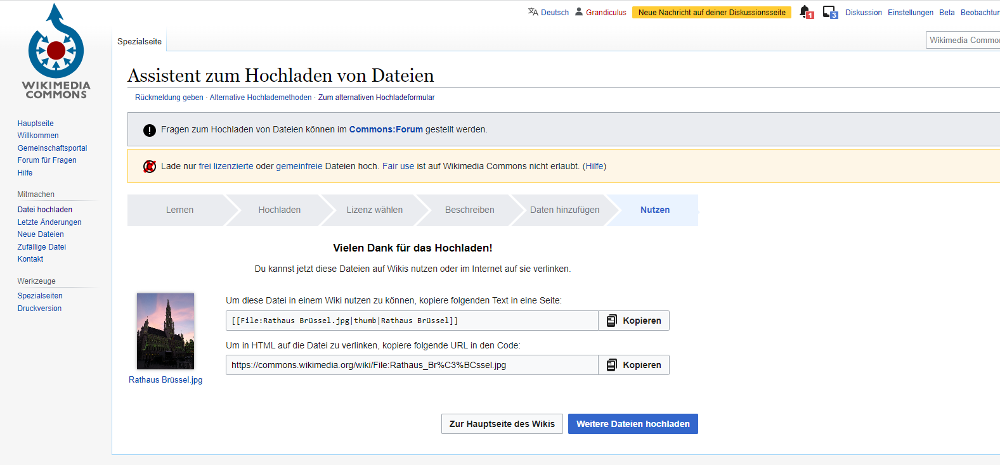 Deutsch Grandiculus Neue Nachricht auf deiner Diskussionsseite 1 3 Diskussion Einstellungen Beta
WIKIMEDIA
COMMONS
Spezialseite
Wikimedia
Assistent zum Hochladen von Dateien
Rückmeldung geben · Alternative Hochlademethoden · Zum alternativen Hochladeformular
Hauptseite
Willkommen
Gemeinschaftsportal
Forum für Fragen
Hilfe
Mitmachen
Datei hochladen
Letzte Änderungen
Neue Dateien
Zufällige Datei
Kontakt
Werkzeuge
Spezialseiten
Druckversion
Fragen zum Hochladen von Dateien können im Commons:Forum gestellt werden.
Lade nur frei lizenzierte oder gemeinfreie Dateien hoch. Fair use ist auf Wikimedia Commons nicht erlaubt. (Hilfe)
Lernen Hochladen Lizenz wählen Beschreiben Daten hinzufügen Nutzen
Vielen Dank für das Hochladen!
Du kannst jetzt diese Dateien auf Wikis nutzen oder im Internet auf sie verlinken.
Um diese Datei in einem Wiki nutzen zu können, kopiere folgenden Text in eine Seite:
[[File:Rathaus Brüssel.jpg|thumb|Rathaus Brüssel]] Kopieren
Um in HTML auf die Datei zu verlinken, kopiere folgende URL in den Code:
https://commons.wikimedia.org/wiki/File:Rathaus_Br%C3%BCssel.jpg Kopieren
Rathaus Brüssel.jpg
Zur Hauptseite des Wikis Weitere Dateien hochladen